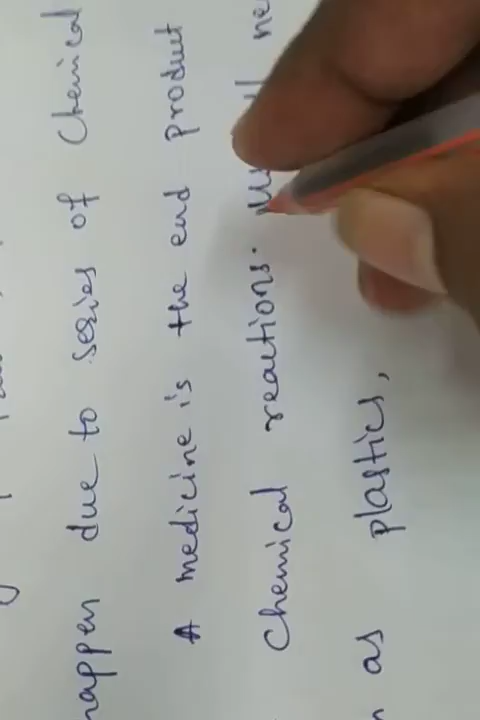 happen due to series of Chemical
A medicine is the end product
Chemical reactions.
as plastics,